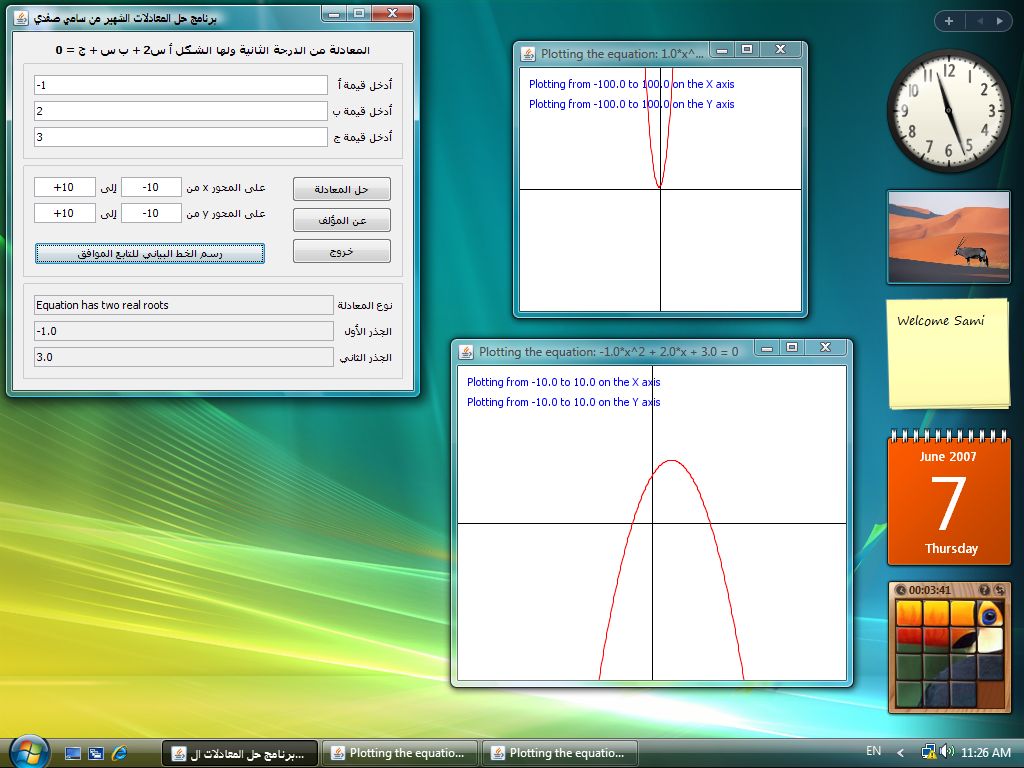 برنامج حل المعادلات الشهير من سامي صفدي
المعادلة من الدرجة الثانية ولها الشكل أ س2 + ب س + ج = 0
أدخل قيمة أ
-1
أدخل قيمة ب
2
أدخل قيمة ج
3
على المحور x من -10 إلى +10
على المحور y من -10 إلى +10
رسم الخط البياني للتابع الموافق
حل المعادلة
عن المؤلف
خروج
نوع المعادلة
Equation has two real roots
الجذر الأول
-1.0
الجذر الثاني
3.0
Plotting the equation: 1.0*x^...
Plotting from -100.0 to 100.0 on the X axis
Plotting from -100.0 to 100.0 on the Y axis
Plotting the equation: -1.0*x^2 + 2.0*x + 3.0 = 0
Plotting from -10.0 to 10.0 on the X axis
Plotting from -10.0 to 10.0 on the Y axis
12
1
2
3
4
5
6
7
8
9
10
11
Welcome Sami
June 2007
7
Thursday
00:03:41
برنامج حل المعادلات ال...
Plotting the equatio...
Plotting the equatio...
EN
11:26 AM